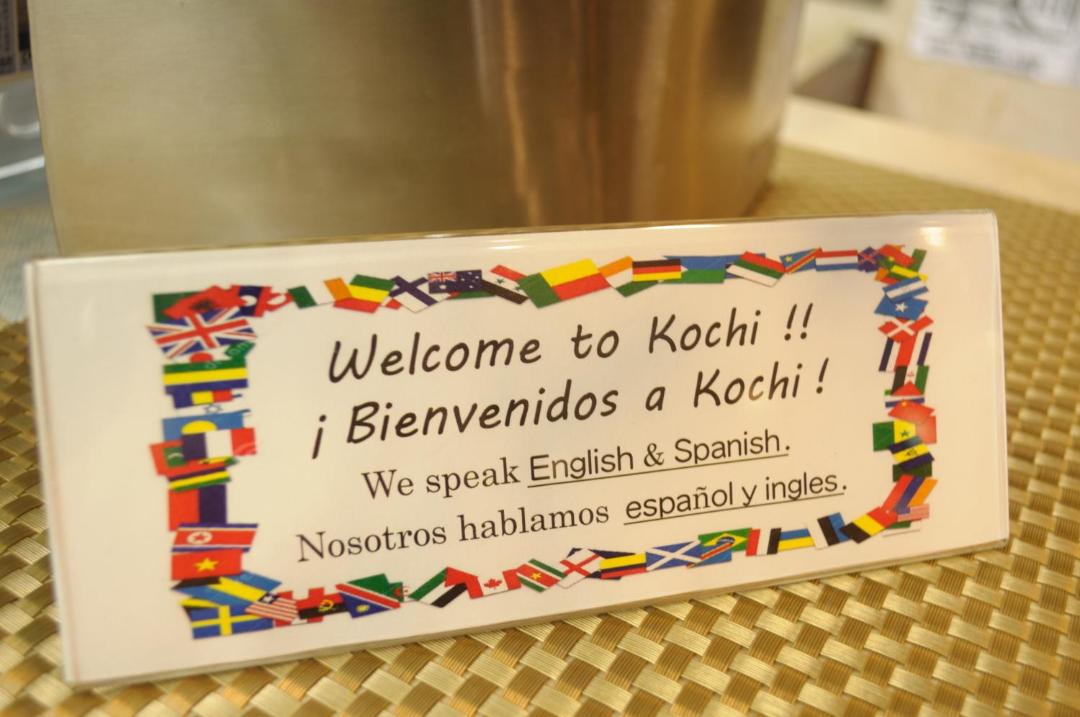 Welcome to Kochi !!
¡ Bienvenidos a Kochi !
We speak English & Spanish.
Nosotros hablamos español y ingles.